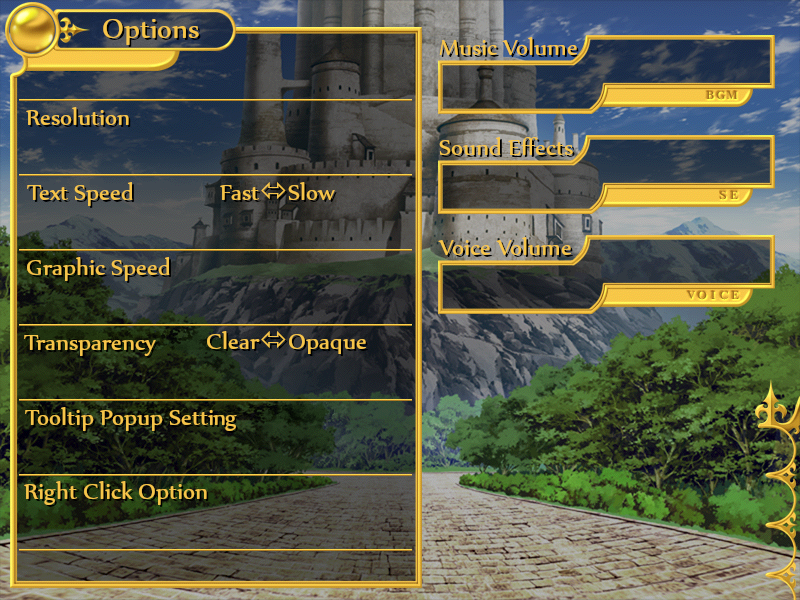 Options
Resolution
Text Speed Fast⇔Slow
Graphic Speed
Transparency Clear⇔Opaque
Tooltip Popup Setting
Right Click Option
Music Volume
BGM
Sound Effects
SE
Voice Volume
VOICE